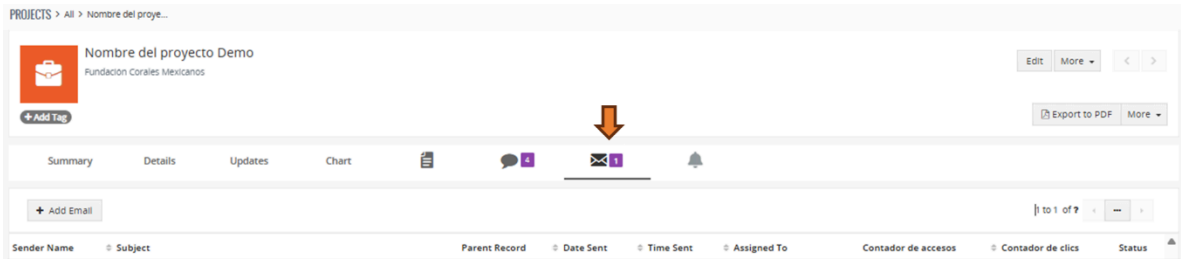 PROJECTS > All > Nombre del proye...
Nombre del proyecto Demo
Fundación Corales Mexicanos
Edit More
+ Add Tag
Export to PDF More
Summary Details Updates Chart 4 1
+ Add Email
1 to 1 of ?
Sender Name Subject Parent Record Date Sent Time Sent Assigned To Contador de accesos Contador de clics Status